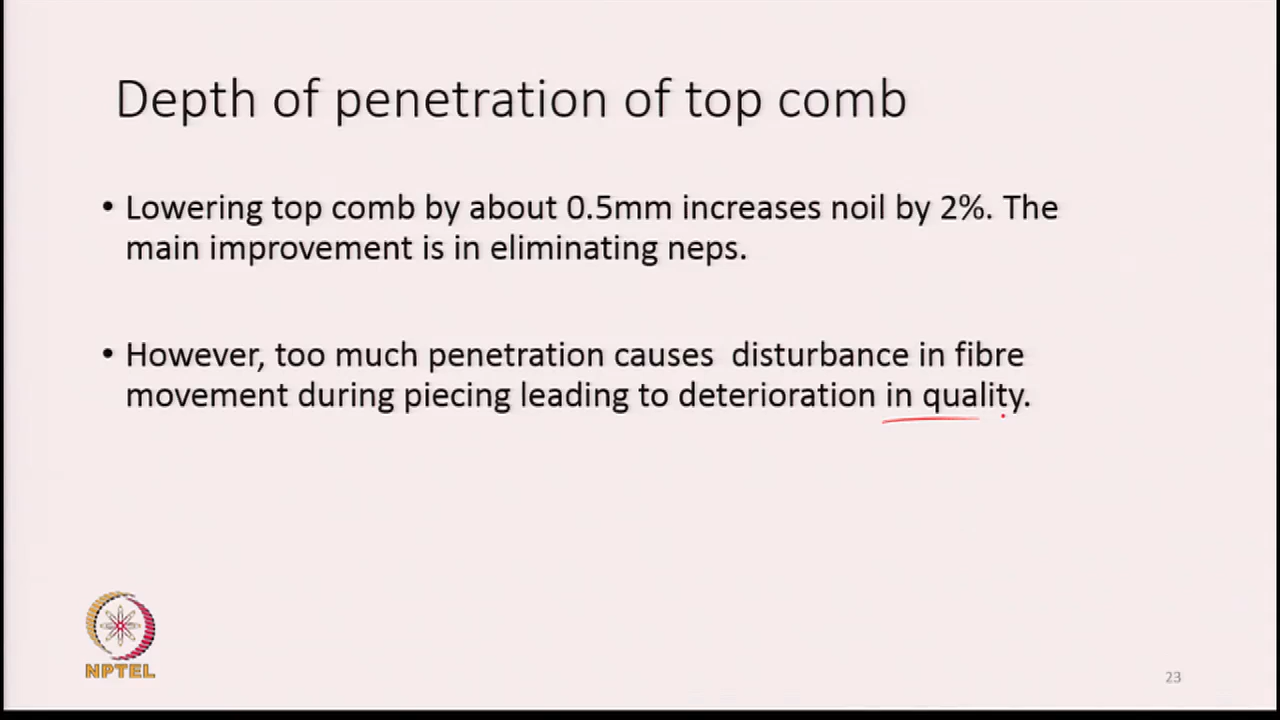 Depth of penetration of top comb
• Lowering top comb by about 0.5mm increases noil by 2%. The
main improvement is in eliminating neps.
• However, too much penetration causes disturbance in fibre
movement during piecing leading to deterioration in quality.
NPTEL
23